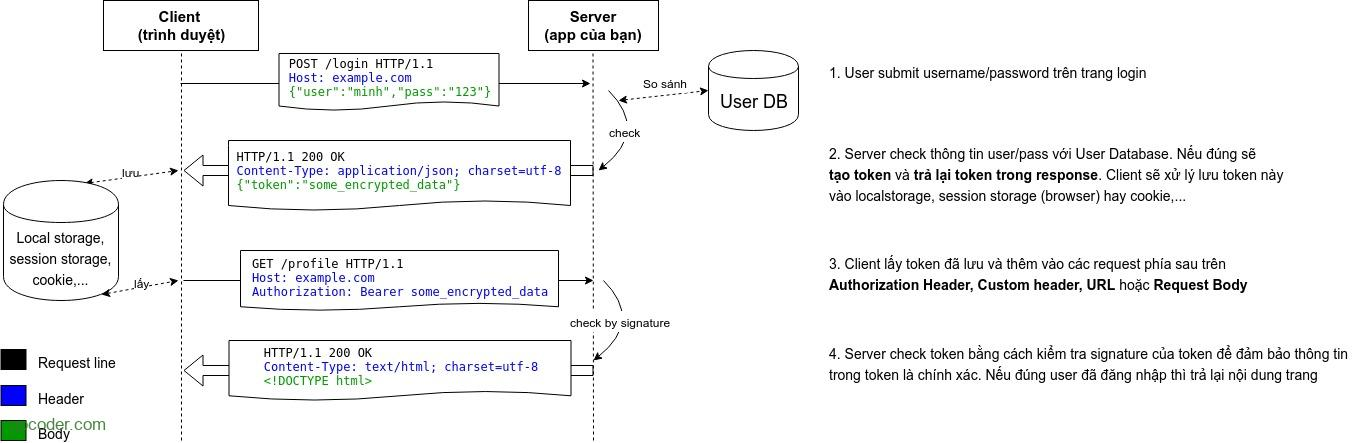 Client
(trình duyệt)
Server
(app của bạn)
POST /login HTTP/1.1
Host: example.com
{"user":"minh","pass":"123"}
So sánh
User DB
check
1. User submit username/password trên trang login
HTTP/1.1 200 OK
Content-Type: application/json; charset=utf-8
{"token":"some_encrypted_data"}
lưu
2. Server check thông tin user/pass với User Database. Nếu đúng sẽ
tạo token và trả lại token trong response. Client sẽ xử lý lưu token này
vào localstorage, session storage (browser) hay cookie,...
Local storage,
session storage,
cookie,...
lấy
GET /profile HTTP/1.1
Host: example.com
Authorization: Bearer some_encrypted_data
3. Client lấy token đã lưu và thêm vào các request phía sau trên
Authorization Header, Custom header, URL hoặc Request Body
check by signature
HTTP/1.1 200 OK
Content-Type: text/html; charset=utf-8
<!DOCTYPE html>
4. Server check token bằng cách kiểm tra signature của token để đảm bảo thông tin
trong token là chính xác. Nếu đúng user đã đăng nhập thì trả lại nội dung trang
Request line
Header
Body